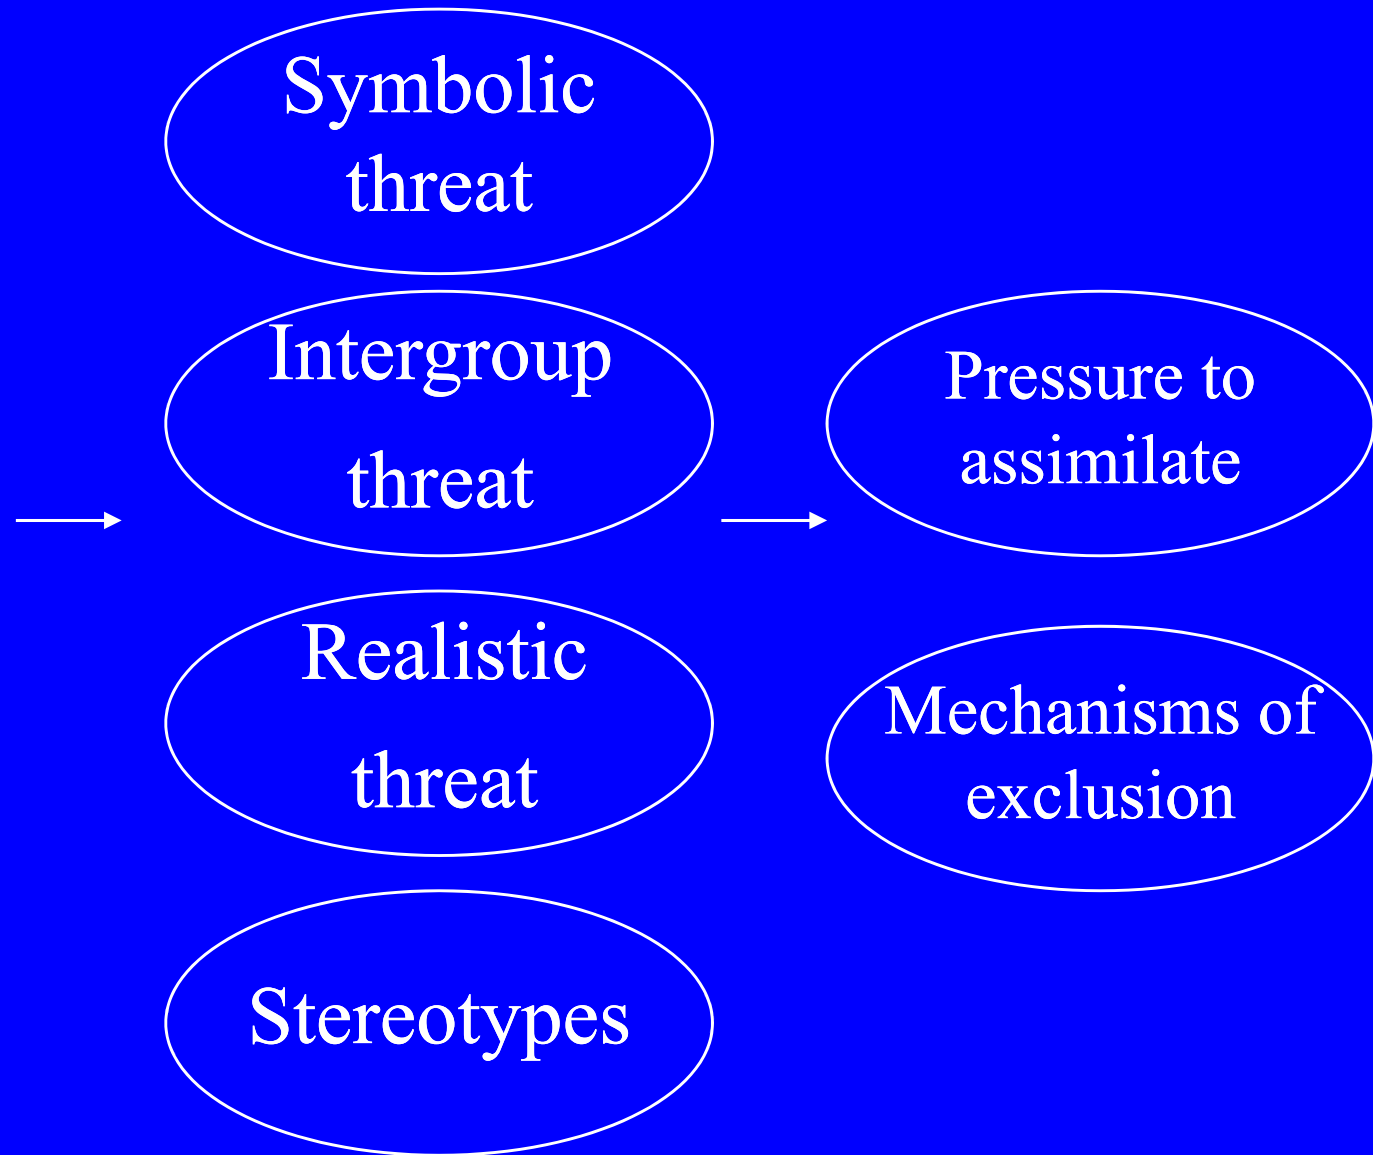 Symbolic
threat
Intergroup
threat
Realistic
threat
Stereotypes
Pressure to
assimilate
Mechanisms of
exclusion